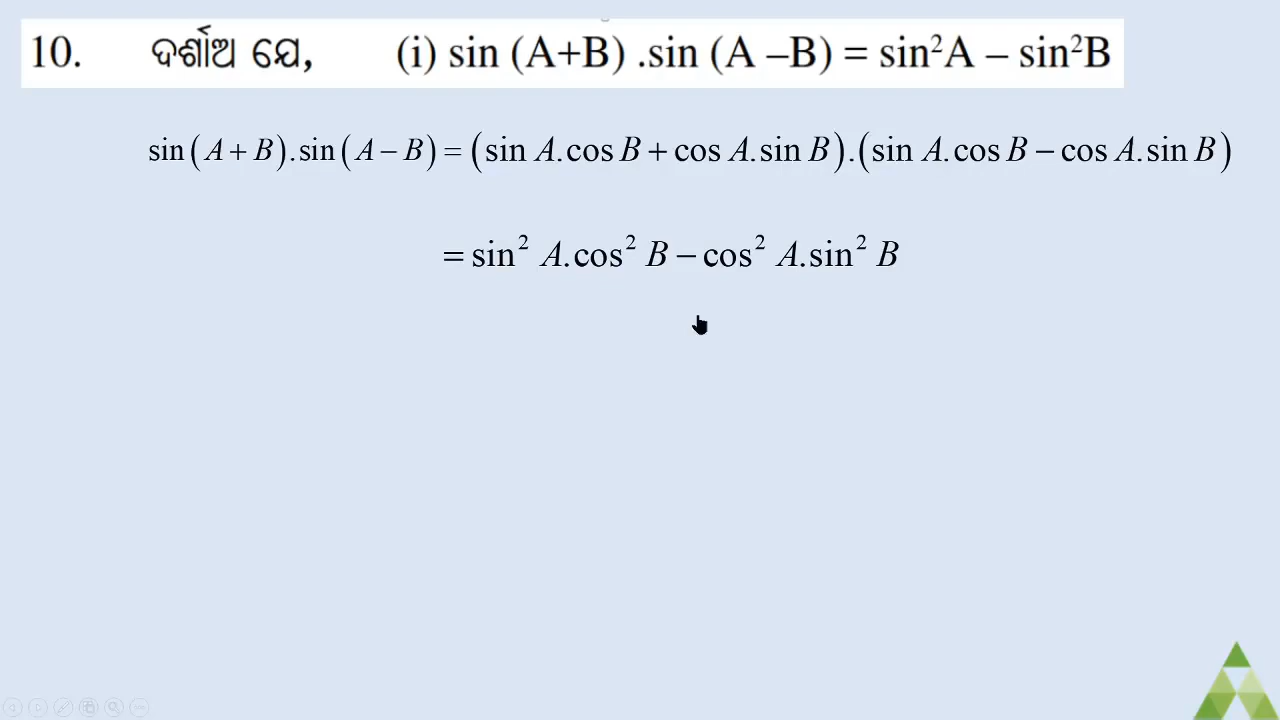 10. ଦର୍ଶାଅ ଯେ, (i) sin (A+B) .sin (A –B) = sin²A – sin²B
sin(A + B).sin(A − B) = (sin A.cos B + cos A.sin B).(sin A.cos B − cos A.sin B)
= sin² A.cos² B − cos² A.sin² B